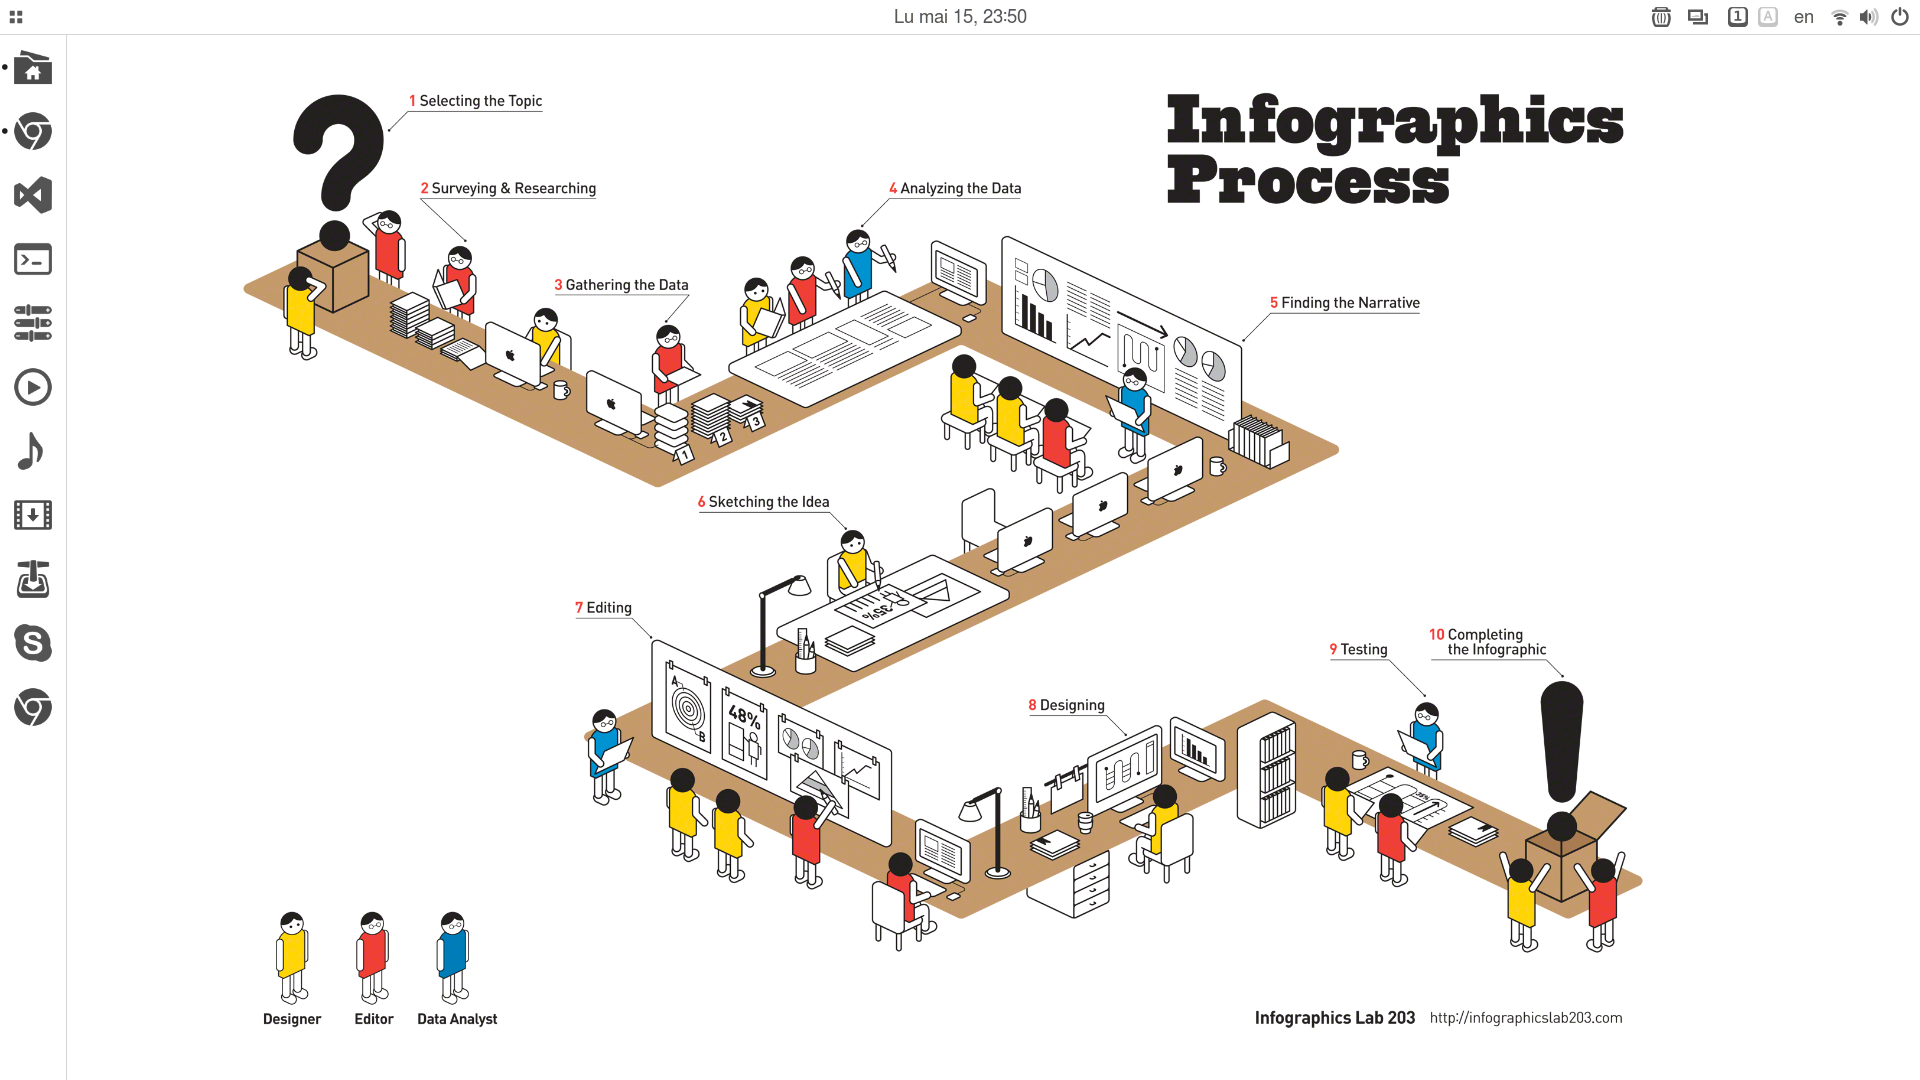 Lu mai 15, 23:50
1
A
en
1 Selecting the Topic
Infographics
Process
2 Surveying & Researching
4 Analyzing the Data
3 Gathering the Data
5 Finding the Narrative
1
2
3
6 Sketching the Idea
35%
7 Editing
A
B
48%
8 Designing
9 Testing
10 Completing
the Infographic
Designer
Editor
Data Analyst
Infographics Lab 203
http://infographicslab203.com